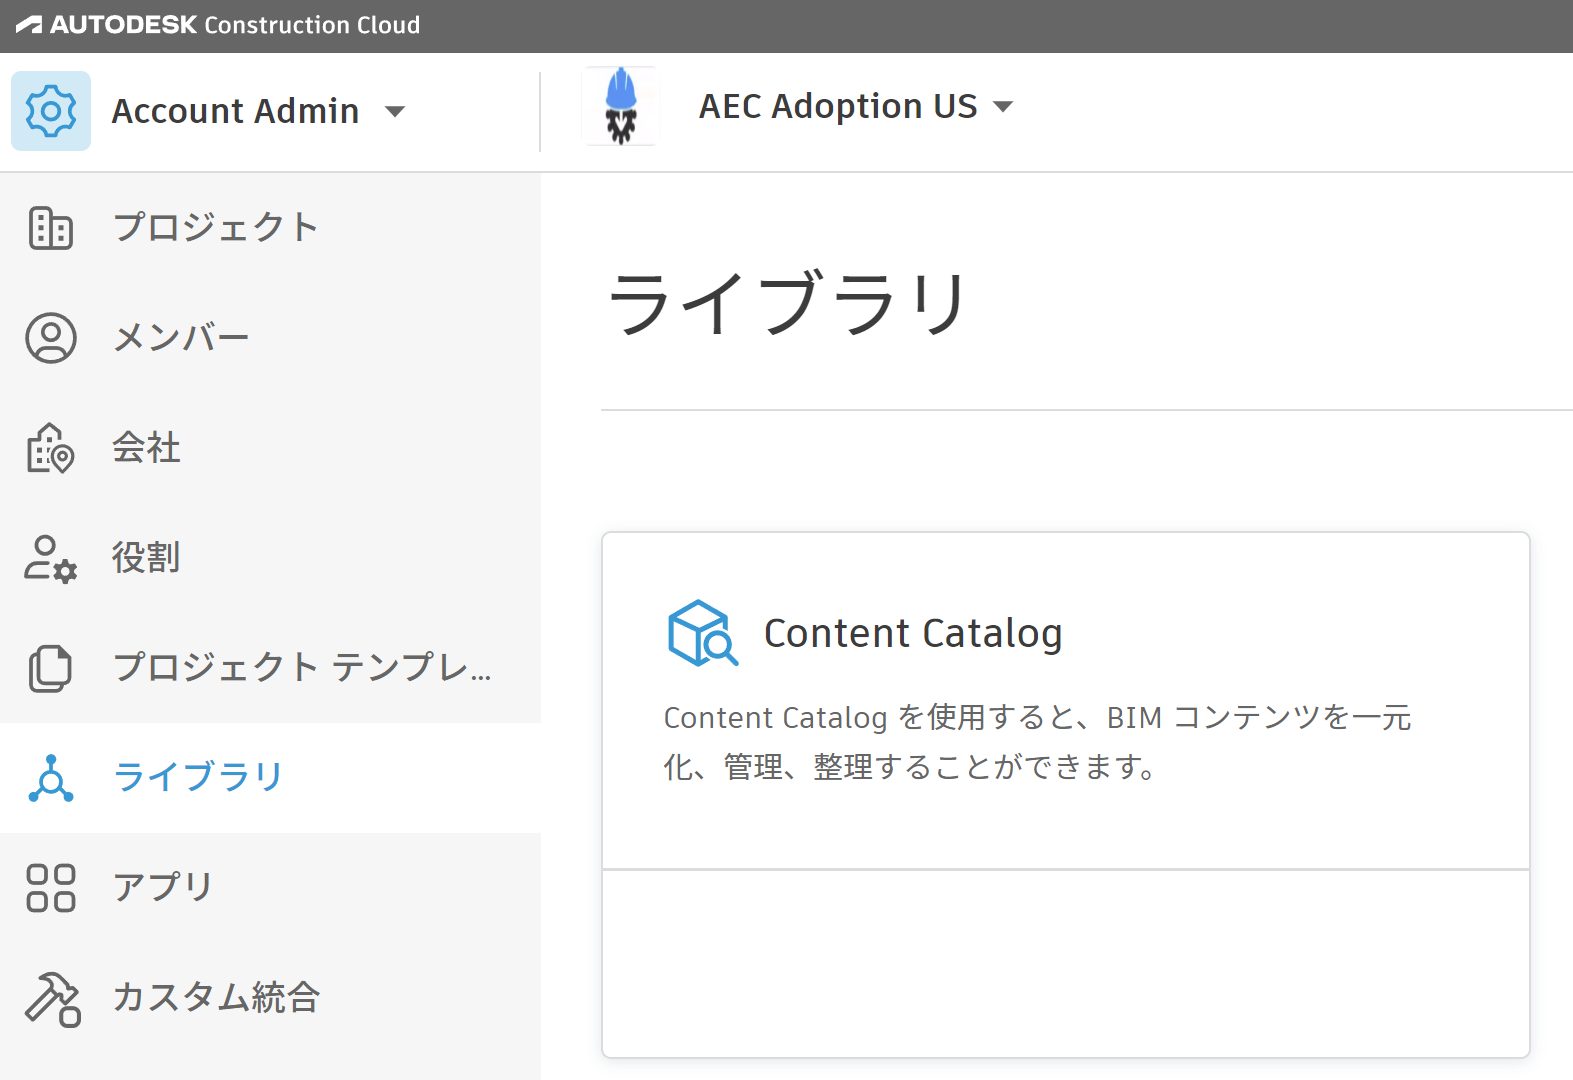 AUTODESK Construction Cloud
Account Admin
AEC Adoption US
プロジェクト
メンバー
会社
役割
プロジェクト テンプレ...
ライブラリ
アプリ
カスタム統合
ライブラリ
Content Catalog
Content Catalog を使用すると、BIM コンテンツを一元
化、管理、整理することができます。